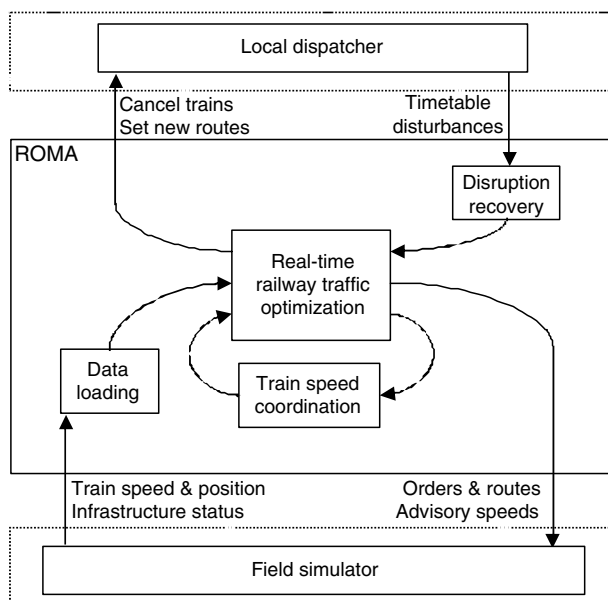 Local dispatcher
Cancel trains
Set new routes
Timetable
disturbances
ROMA
Disruption
recovery
Real-time
railway traffic
optimization
Data
loading
Train speed
coordination
Train speed & position
Infrastructure status
Orders & routes
Advisory speeds
Field simulator